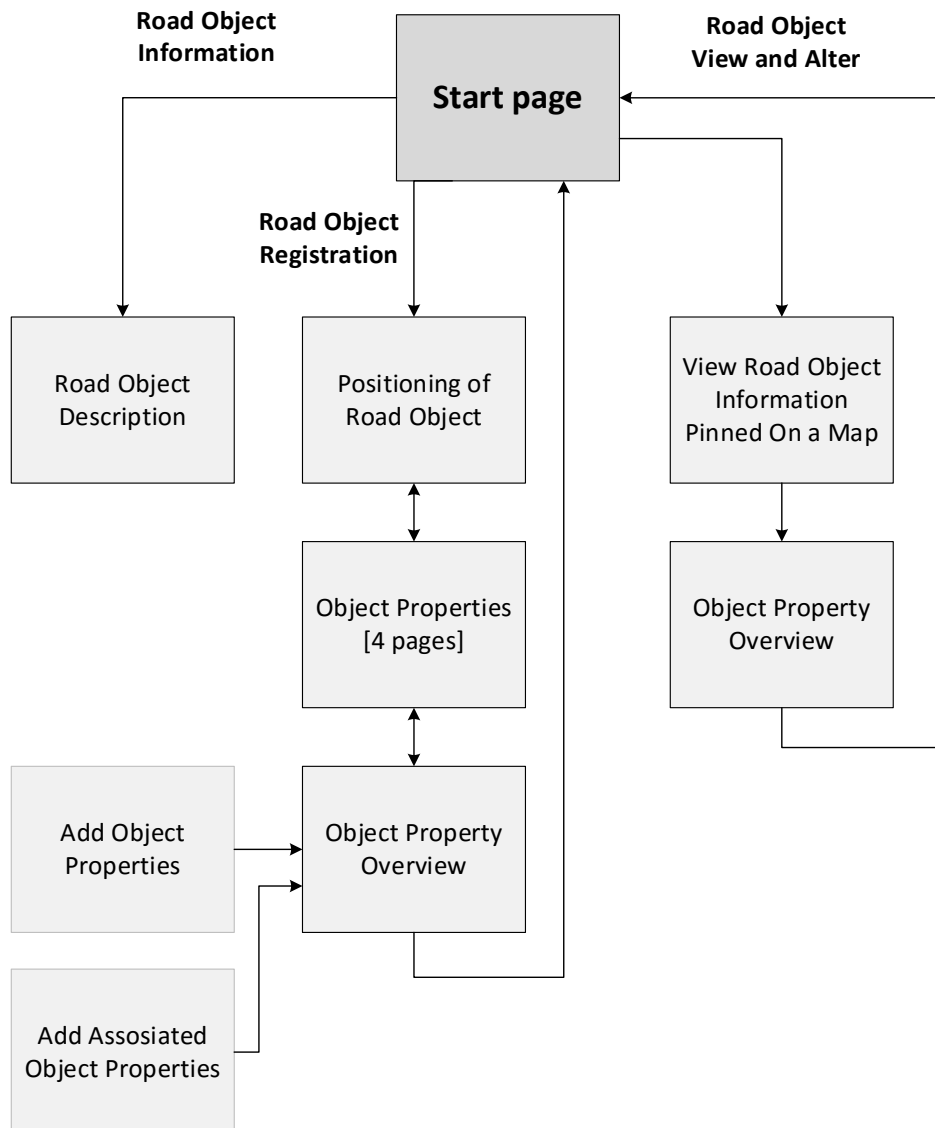 Road Object
Information
Start page
Road Object
View and Alter
Road Object
Registration
Road Object
Description
Positioning of
Road Object
View Road Object
Information
Pinned On a Map
Object Properties
[4 pages]
Object Property
Overview
Add Object
Properties
Object Property
Overview
Add Assosiated
Object Properties